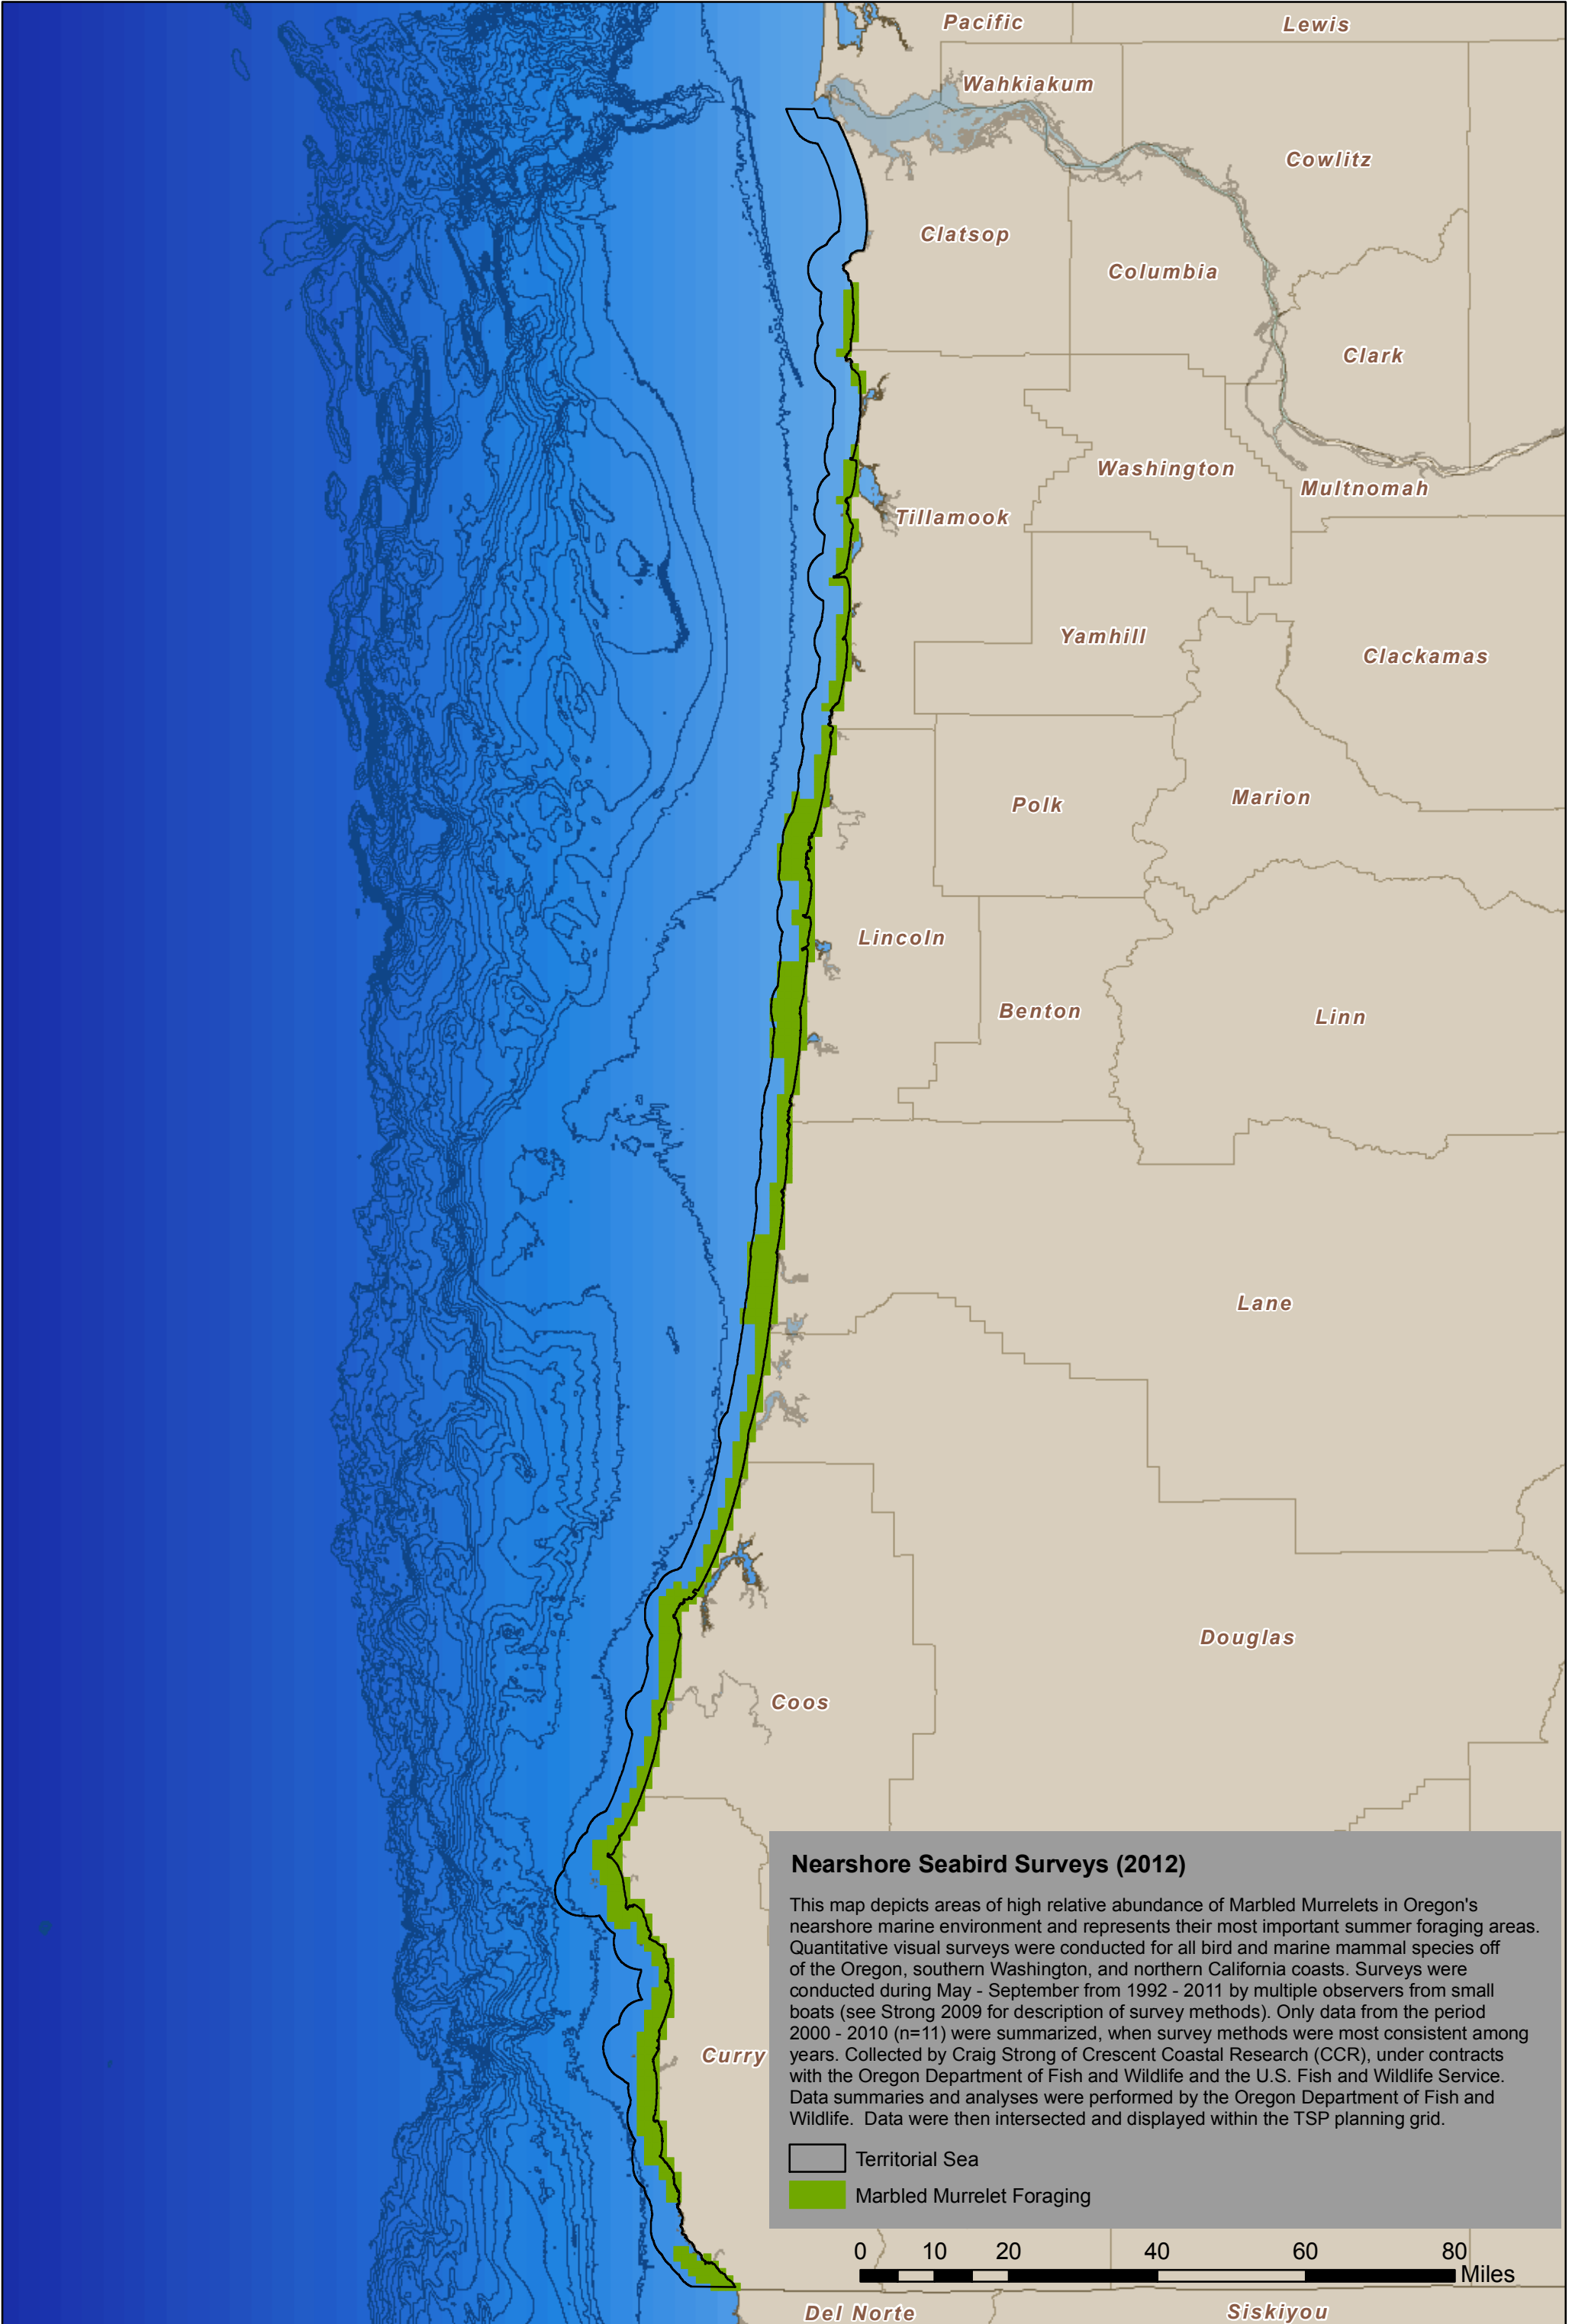 Pacific
Lewis
Wahkiakum
Cowlitz
Clatsop
Columbia
Clark
Washington
Multnomah
Tillamook
Yamhill
Clackamas
Polk
Marion
Lincoln
Benton
Linn
Lane
Douglas
Coos
Curry
Nearshore Seabird Surveys (2012)
This map depicts areas of high relative abundance of Marbled Murrelets in Oregon's
nearshore marine environment and represents their most important summer foraging areas.
Quantitative visual surveys were conducted for all bird and marine mammal species off
of the Oregon, southern Washington, and northern California coasts. Surveys were
conducted during May - September from 1992 - 2011 by multiple observers from small
boats (see Strong 2009 for description of survey methods). Only data from the period
2000 - 2010 (n=11) were summarized, when survey methods were most consistent among
years. Collected by Craig Strong of Crescent Coastal Research (CCR), under contracts
with the Oregon Department of Fish and Wildlife and the U.S. Fish and Wildlife Service.
Data summaries and analyses were performed by the Oregon Department of Fish and
Wildlife. Data were then intersected and displayed within the TSP planning grid.
Territorial Sea
Marbled Murrelet Foraging
0 10 20 40 60 80
Miles
Del Norte
Siskiyou